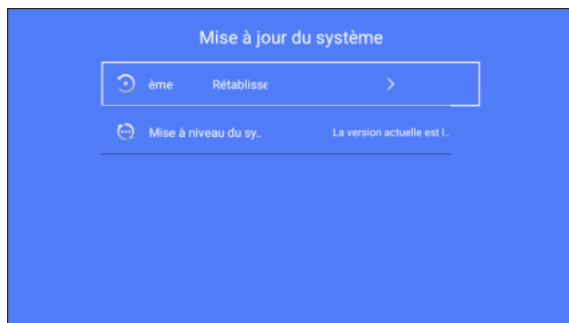 Mise à jour du système
ème Rétablisse
Mise à niveau du sy.. La version actuelle est l..